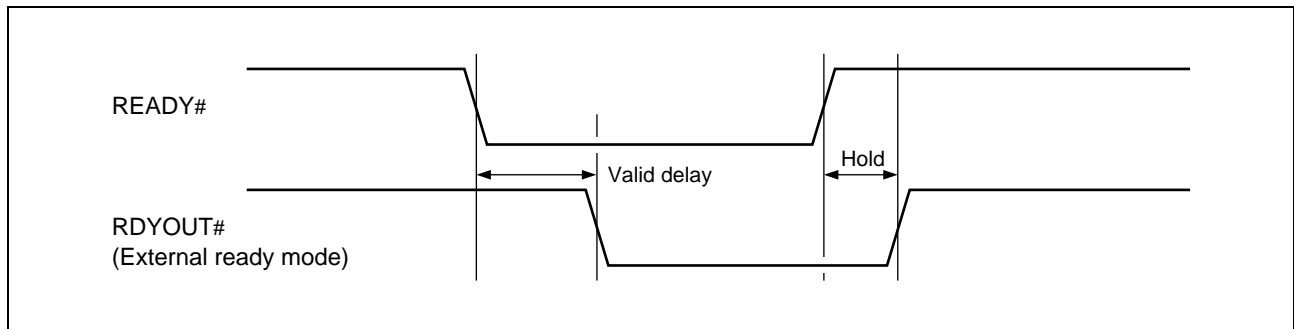 READY#
Hold
Valid delay
RDYOUT#
(External ready mode)